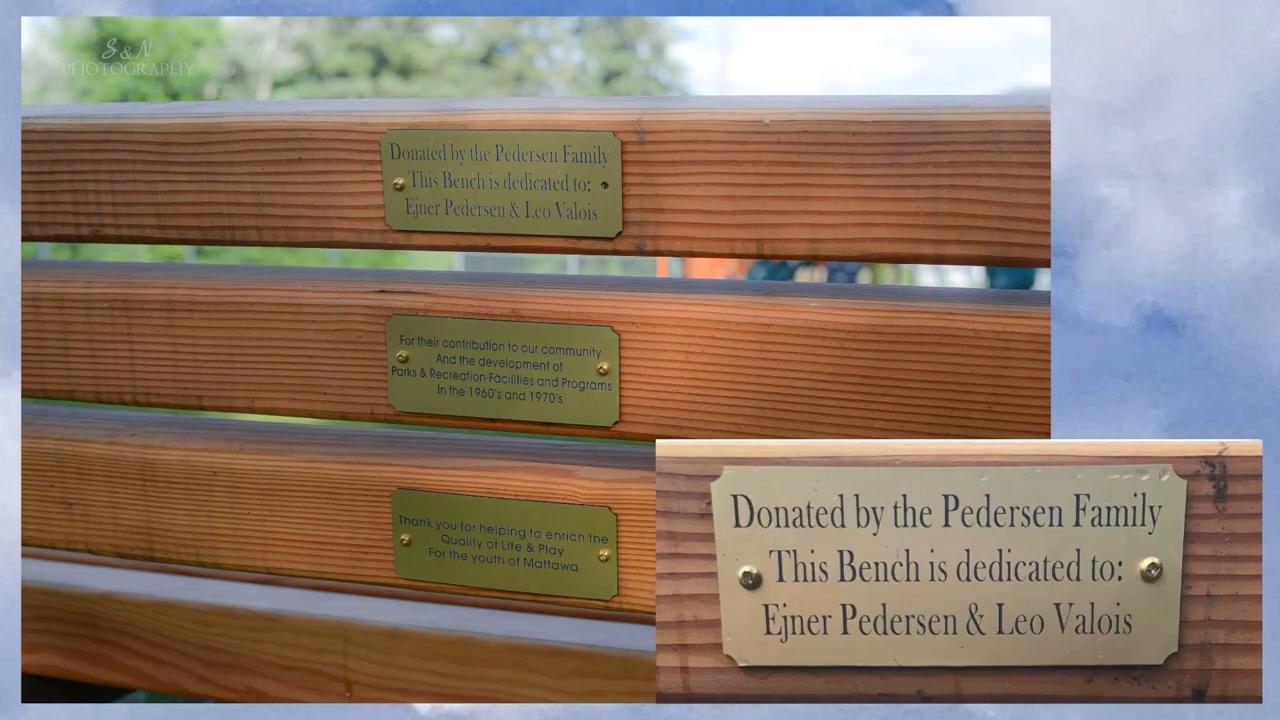 S & N
PHOTOGRAPHY
Donated by the Pedersen Family
This Bench is dedicated to:
Ejner Pedersen & Leo Valois
For their contribution to our community
And the development of
Parks & Recreation Facilities and Programs
In the 1960's and 1970's
Thank you for helping to enrich the
Quality of Life & Play
For the youth of Mattawa
Donated by the Pedersen Family
This Bench is dedicated to:
Ejner Pedersen & Leo Valois